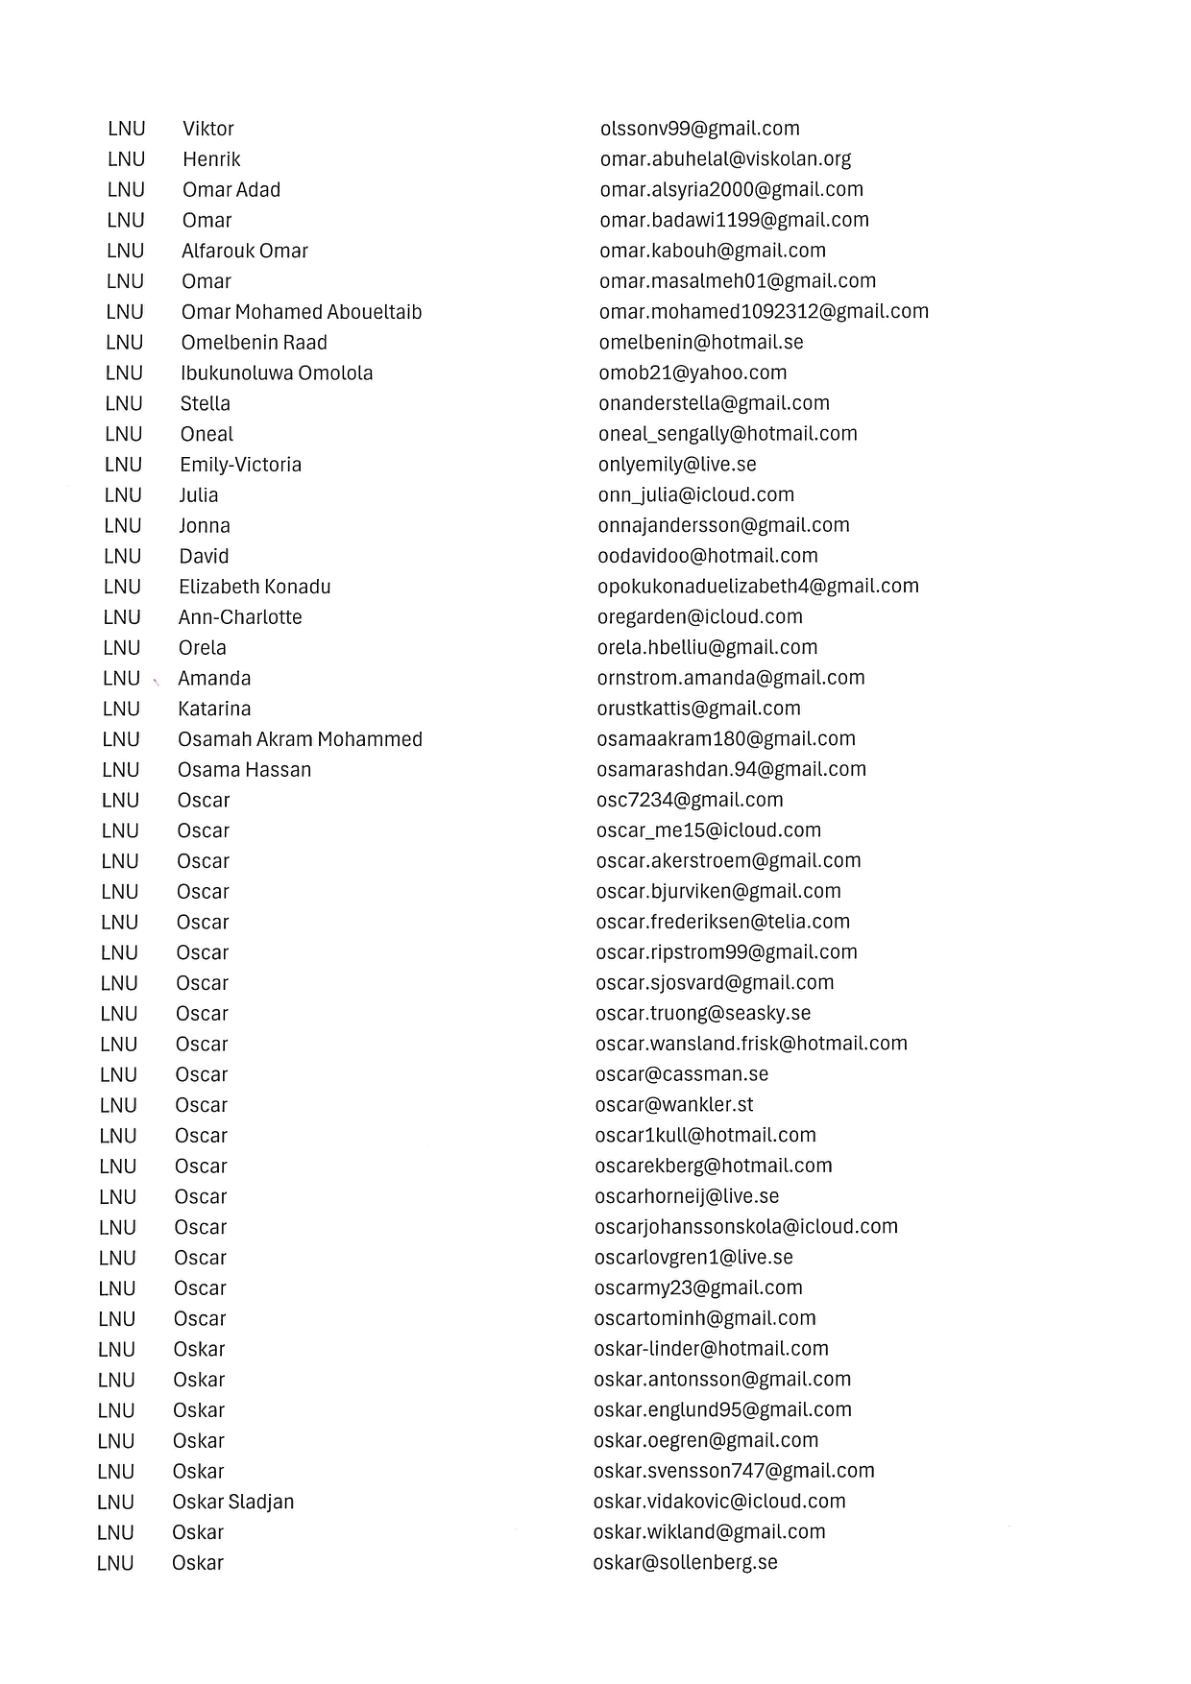 LNU Viktor olssonv99@gmail.com
LNU Henrik omar.abuhelal@viskolan.org
LNU Omar Adad omar.alsyria2000@gmail.com
LNU Omar omar.badawi1199@gmail.com
LNU Alfarouk Omar omar.kabouh@gmail.com
LNU Omar omar.masalmeh01@gmail.com
LNU Omar Mohamed Aboueltaib omar.mohamed1092312@gmail.com
LNU Omelbenin Raad omelbenin@hotmail.se
LNU Ibukunoluwa Omolola omob21@yahoo.com
LNU Stella onanderstella@gmail.com
LNU Oneal oneal_sengally@hotmail.com
LNU Emily-Victoria onlyemily@live.se
LNU Julia onn_julia@icloud.com
LNU Jonna onnajandersson@gmail.com
LNU David oodavidoo@hotmail.com
LNU Elizabeth Konadu opokukonaduelizabeth4@gmail.com
LNU Ann-Charlotte oregarden@icloud.com
LNU Orela orela.hbelliu@gmail.com
LNU Amanda ornstrom.amanda@gmail.com
LNU Katarina orustkattis@gmail.com
LNU Osamah Akram Mohammed osamaakram180@gmail.com
LNU Osama Hassan osamarashdan.94@gmail.com
LNU Oscar osc7234@gmail.com
LNU Oscar oscar_me15@icloud.com
LNU Oscar oscar.akerstroem@gmail.com
LNU Oscar oscar.bjurviken@gmail.com
LNU Oscar oscar.frederiksen@telia.com
LNU Oscar oscar.ripstrom99@gmail.com
LNU Oscar oscar.sjosvard@gmail.com
LNU Oscar oscar.truong@seasky.se
LNU Oscar oscar.wansland.frisk@hotmail.com
LNU Oscar oscar@cassman.se
LNU Oscar oscar@wankler.st
LNU Oscar oscar1kull@hotmail.com
LNU Oscar oscarekberg@hotmail.com
LNU Oscar oscarhorneij@live.se
LNU Oscar oscarjohanssonskola@icloud.com
LNU Oscar oscarlovgren1@live.se
LNU Oscar oscarmy23@gmail.com
LNU Oscar oscartominh@gmail.com
LNU Oskar oskar-linder@hotmail.com
LNU Oskar oskar.antonsson@gmail.com
LNU Oskar oskar.englund95@gmail.com
LNU Oskar oskar.oegren@gmail.com
LNU Oskar oskar.svensson747@gmail.com
LNU Oskar Sladjan oskar.vidakovic@icloud.com
LNU Oskar oskar.wikland@gmail.com
LNU Oskar oskar@sollenberg.se